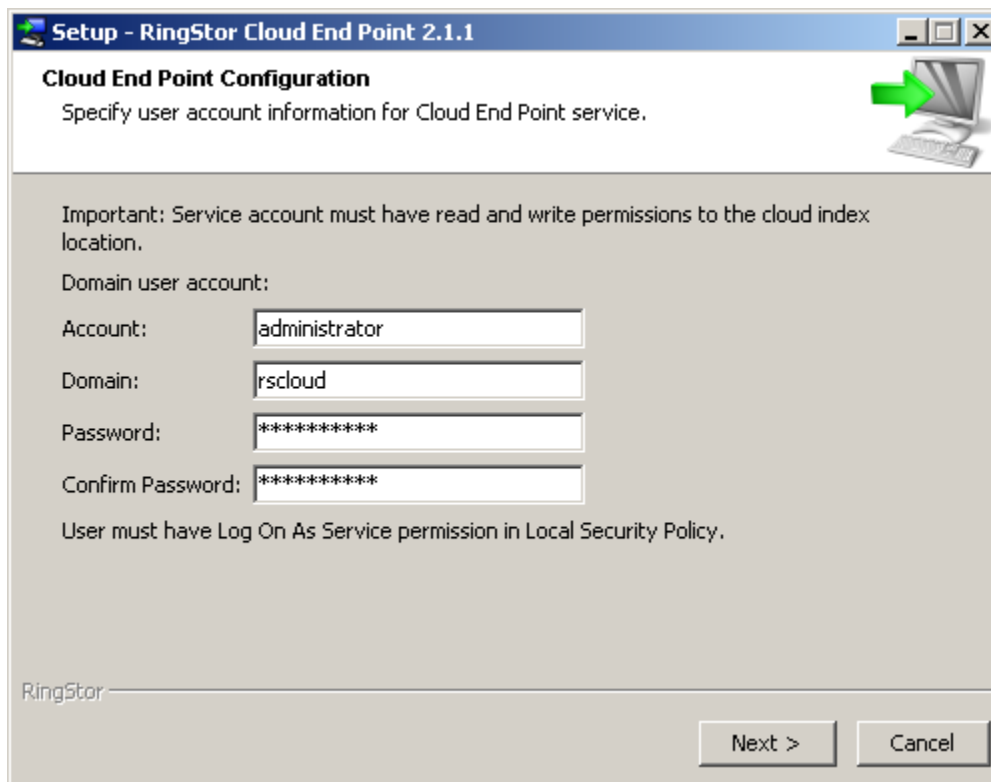 Setup - RingStor Cloud End Point 2.1.1
Cloud End Point Configuration
Specify user account information for Cloud End Point service.
Important: Service account must have read and write permissions to the cloud index
location.
Domain user account:
Account: administrator
Domain: rscloud
Password: **********
Confirm Password: **********
User must have Log On As Service permission in Local Security Policy.
RingStor
Next > Cancel